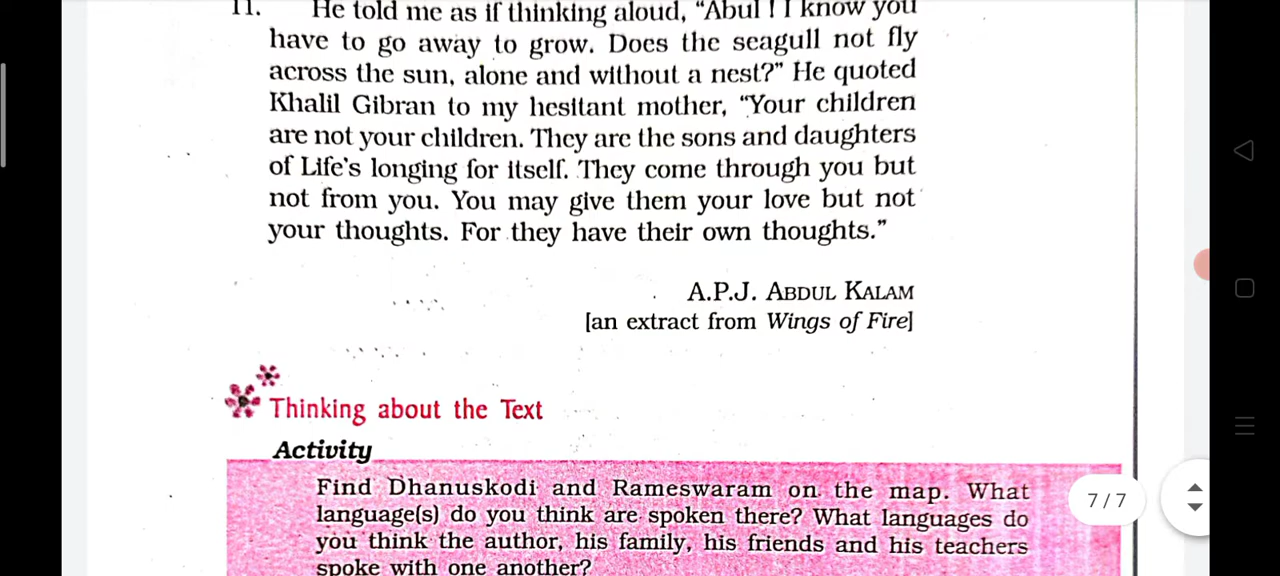 11. He told me as if thinking aloud, “Abul ! I know you
have to go away to grow. Does the seagull not fly
across the sun, alone and without a nest?” He quoted
Khalil Gibran to my hesitant mother, “Your children
are not your children. They are the sons and daughters
of Life’s longing for itself. They come through you but
not from you. You may give them your love but not
your thoughts. For they have their own thoughts.”
A.P.J. ABDUL KALAM
[an extract from Wings of Fire]
Thinking about the Text
Activity
Find Dhanuskodi and Rameswaram on the map. What
language(s) do you think are spoken there? What languages do
you think the author, his family, his friends and his teachers
spoke with one another?
7 / 7